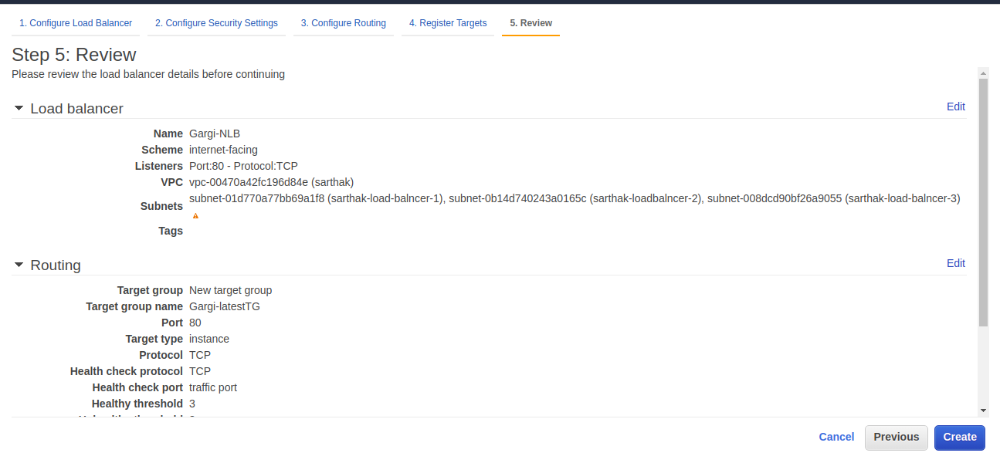 1. Configure Load Balancer 2. Configure Security Settings 3. Configure Routing 4. Register Targets 5. Review
Step 5: Review
Please review the load balancer details before continuing
Load balancer Edit
Name Gargi-NLB
Scheme internet-facing
Listeners Port:80 - Protocol:TCP
VPC vpc-00470a42fc196d84e (sarthak)
Subnets subnet-01d770a77bb69a1f8 (sarthak-load-balncer-1), subnet-0b14d740243a0165c (sarthak-loadbalncer-2), subnet-008dcd90bf26a9055 (sarthak-load-balncer-3)
Tags
Routing Edit
Target group New target group
Target group name Gargi-latestTG
Port 80
Target type instance
Protocol TCP
Health check protocol TCP
Health check port traffic port
Healthy threshold 3
Cancel Previous Create